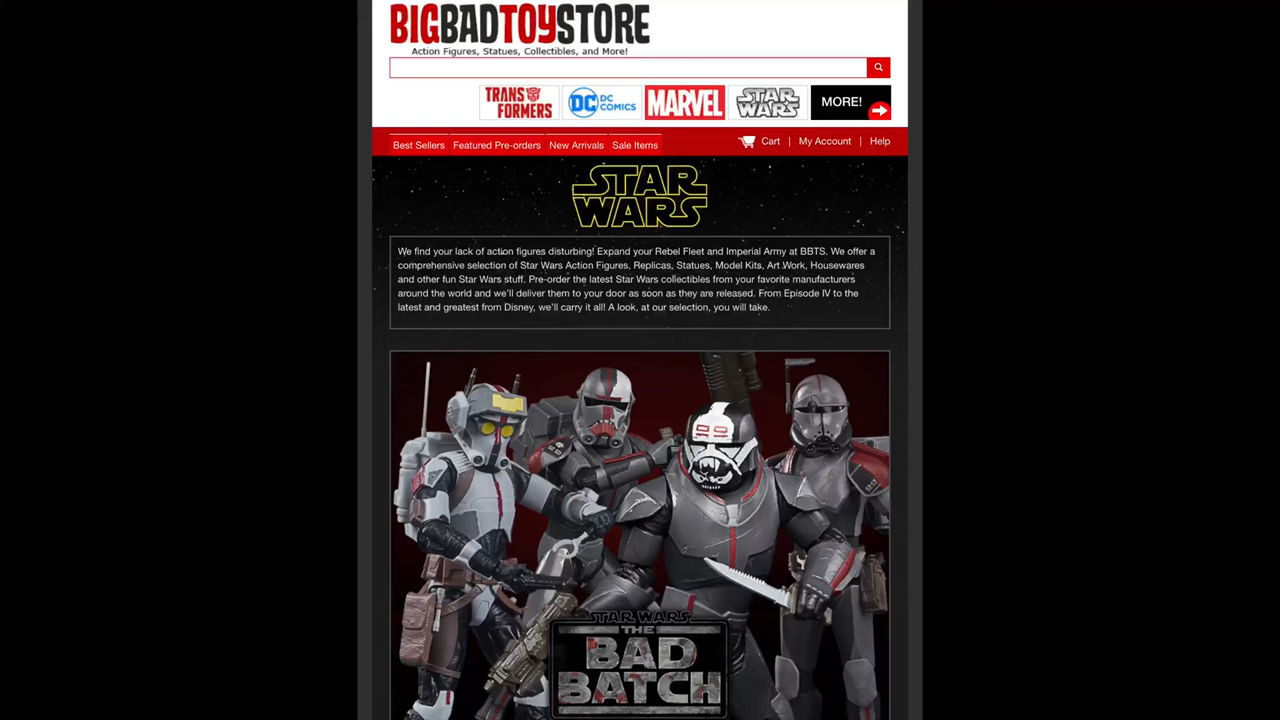 BIGBADTOYSTORE
Action Figures, Statues, Collectibles, and More!
TRANSFORMERS DC DC COMICS MARVEL STAR WARS MORE!
Best Sellers Featured Pre-orders New Arrivals Sale Items Cart | My Account | Help
STAR
WARS
We find your lack of action figures disturbing! Expand your Rebel Fleet and Imperial Army at BBTS. We offer a
comprehensive selection of Star Wars Action Figures, Replicas, Statues, Model Kits, Art Work, Housewares
and other fun Star Wars stuff. Pre-order the latest Star Wars collectibles from your favorite manufacturers
around the world and we'll deliver them to your door as soon as they are released. From Episode IV to the
latest and greatest from Disney, we'll carry it all! A look, at our selection, you will take.
STAR WARS
THE
BAD
BATCH